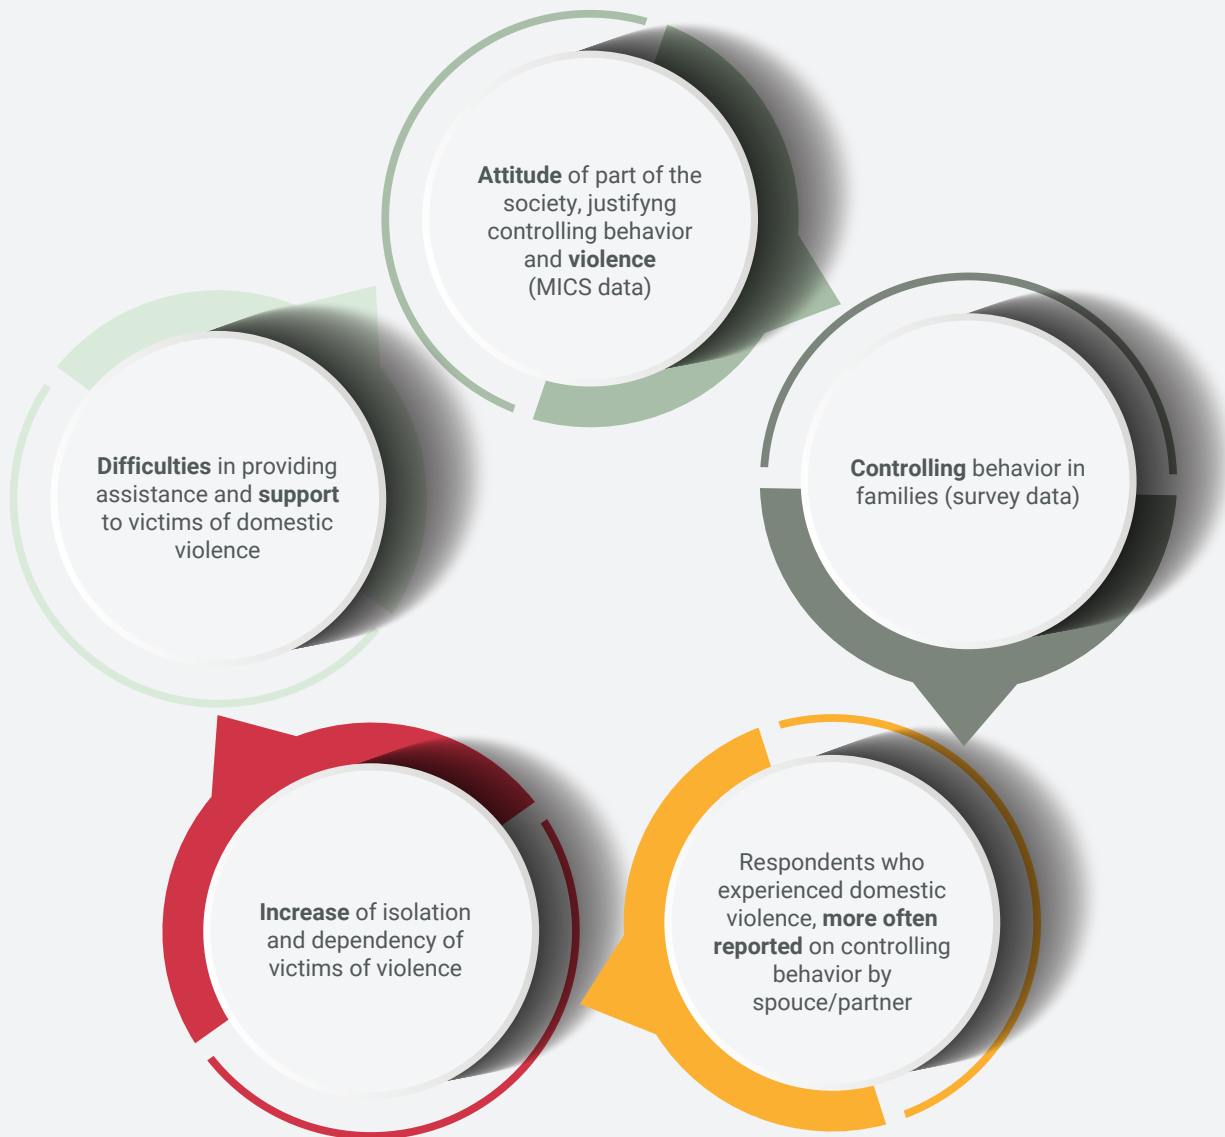 Attitude of part of the
society, justifyng
controlling behavior
and violence
(MICS data)
Controlling behavior in
families (survey data)
Respondents who
experienced domestic
violence, more often
reported on controlling
behavior by
spouce/partner
Increase of isolation
and dependency of
victims of violence
Difficulties in providing
assistance and support
to victims of domestic
violence